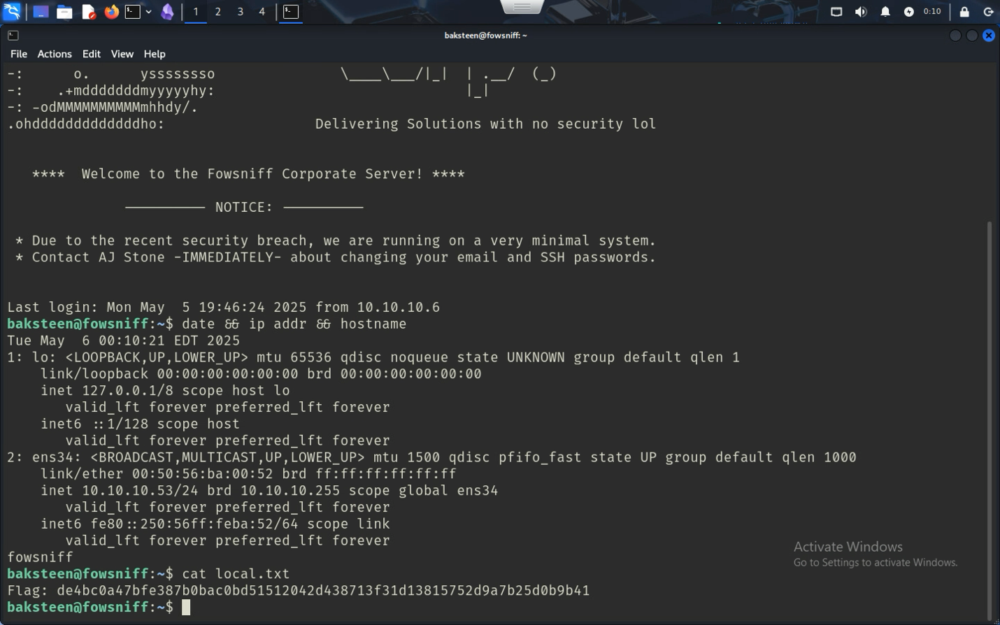 1 2 3 4
0:10
baksteen@fowsniff: ~
File Actions Edit View Help
-:      o.      yssssssso               \____\___/|_|  | .__/  (_)
-:    .+mdddddddmyyyyyhy:                              |_|
-: -odMMMMMMMMMMmhhdy/.
.ohdddddddddddddho:                  Delivering Solutions with no security lol
   ****  Welcome to the Fowsniff Corporate Server! ****
              ────────── NOTICE: ──────────
 * Due to the recent security breach, we are running on a very minimal system.
 * Contact AJ Stone -IMMEDIATELY- about changing your email and SSH passwords.
Last login: Mon May  5 19:46:24 2025 from 10.10.10.6
baksteen@fowsniff:~$ date && ip addr && hostname
Tue May  6 00:10:21 EDT 2025
1: lo: <LOOPBACK,UP,LOWER_UP> mtu 65536 qdisc noqueue state UNKNOWN group default qlen 1
    link/loopback 00:00:00:00:00:00 brd 00:00:00:00:00:00
    inet 127.0.0.1/8 scope host lo
       valid_lft forever preferred_lft forever
    inet6 ::1/128 scope host
       valid_lft forever preferred_lft forever
2: ens34: <BROADCAST,MULTICAST,UP,LOWER_UP> mtu 1500 qdisc pfifo_fast state UP group default qlen 1000
    link/ether 00:50:56:ba:00:52 brd ff:ff:ff:ff:ff:ff
    inet 10.10.10.53/24 brd 10.10.10.255 scope global ens34
       valid_lft forever preferred_lft forever
    inet6 fe80::250:56ff:feba:52/64 scope link
       valid_lft forever preferred_lft forever
fowsniff
baksteen@fowsniff:~$ cat local.txt
Flag: de4bc0a47bfe387b0bac0bd51512042d438713f31d13815752d9a7b25d0b9b41
baksteen@fowsniff:~$
Activate Windows
Go to Settings to activate Windows.